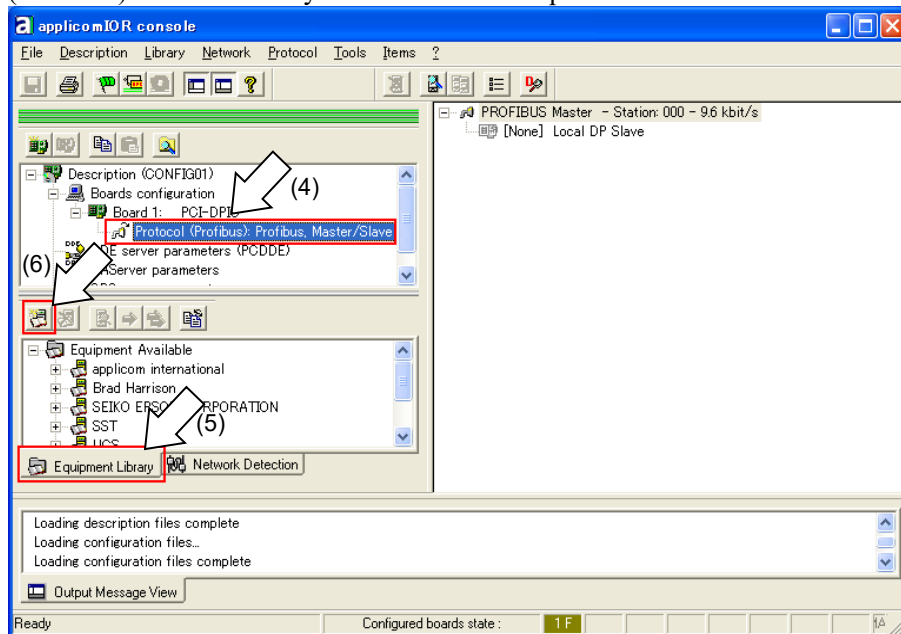 applicomIOR console
File Description Library Network Protocol Tools Items ?
PROFIBUS Master - Station: 000 - 9.6 kbit/s
[None] Local DP Slave
Description (CONFIG01)
Boards configuration
(4)
Board 1: PCI-DPIO
Protocol (Profibus): Profibus, Master/Slave
server parameters (PCDDE)
(6)
Server parameters
Equipment Available
applicom international
Brad Harrison
SEIKO EPSON CORPORATION
SST
(5)
Equipment Library Network Detection
Loading description files complete
Loading configuration files...
Loading configuration files complete
Output Message View
Ready Configured boards state : 1 F